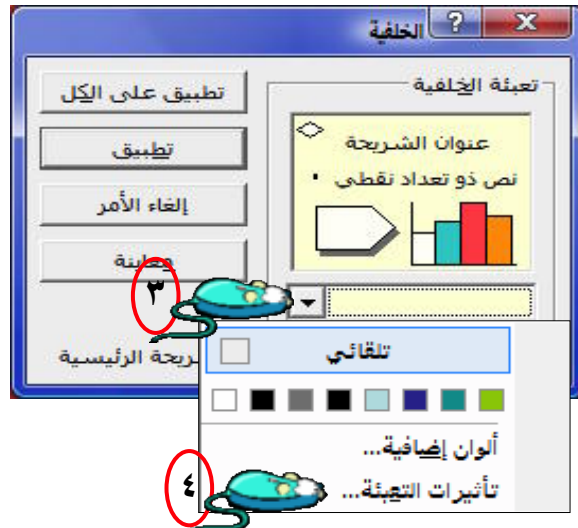 الخلفية
تعبئة الخلفية
عنوان الشريحة
نص ذو تعداد نقطي
تطبيق على الكل
تطبيق
إلغاء الأمر
معاينة
٣
ريحة الرئيسية
تلقائي
ألوان إضافية...
تأثيرات التعبئة...
٤